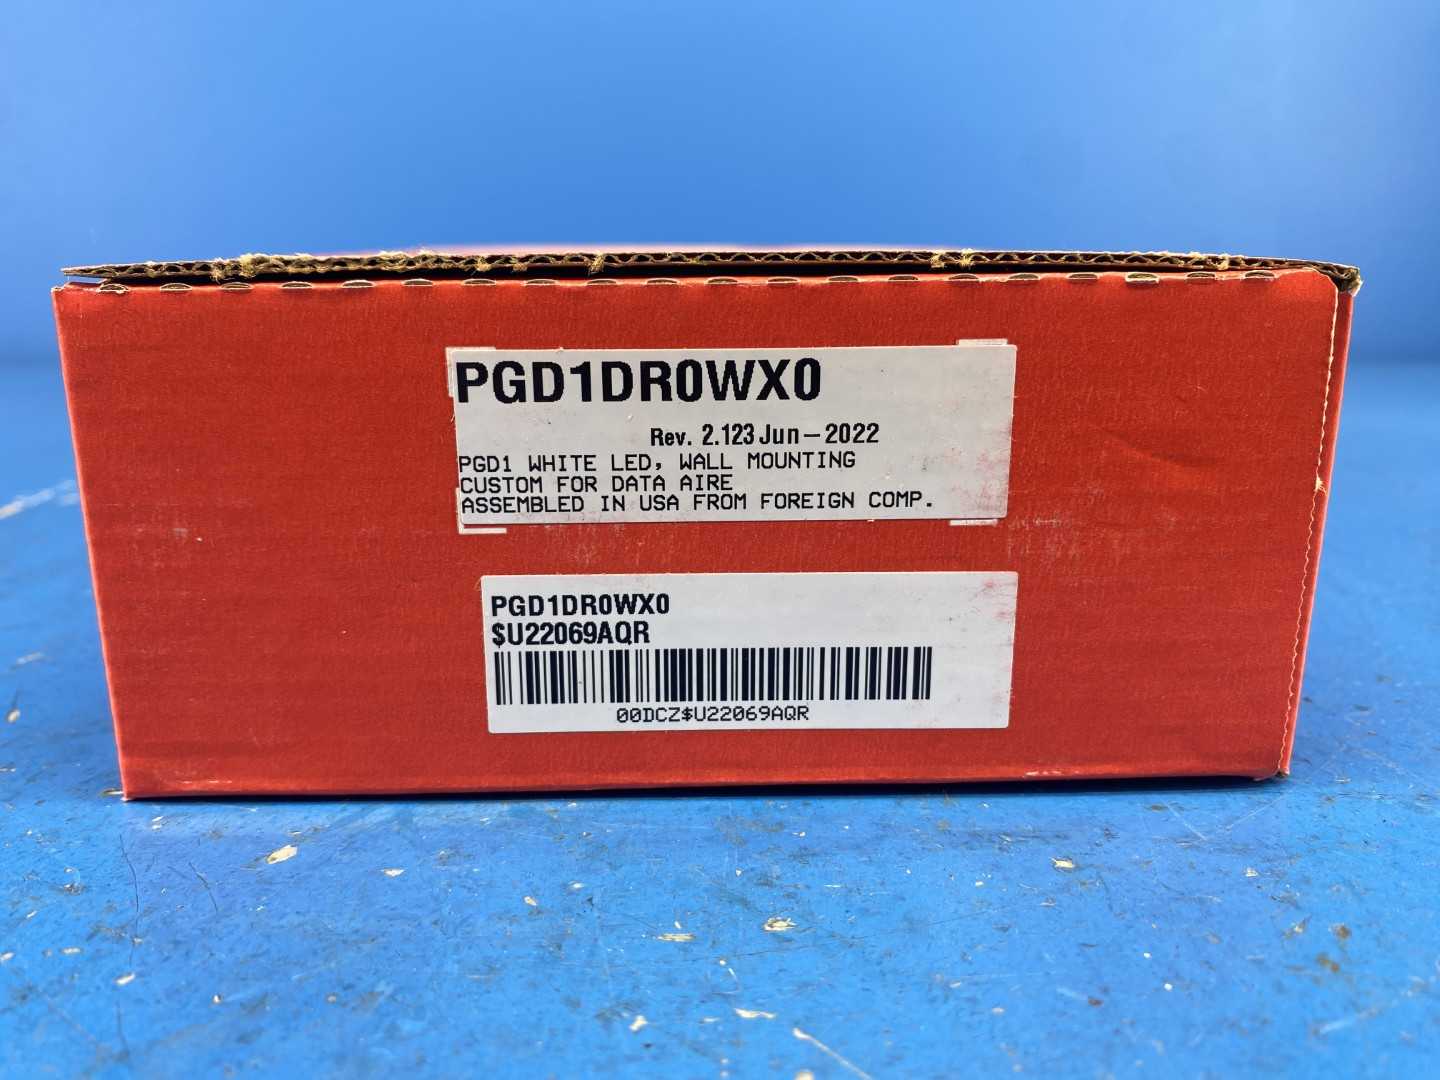 PGD1DR0WX0
Rev. 2.123 Jun-2022
PGD1 WHITE LED, WALL MOUNTING
CUSTOM FOR DATA AIRE
ASSEMBLED IN USA FROM FOREIGN COMP.
PGD1DR0WX0
$U22069AQR
00DCZ$U22069AQR